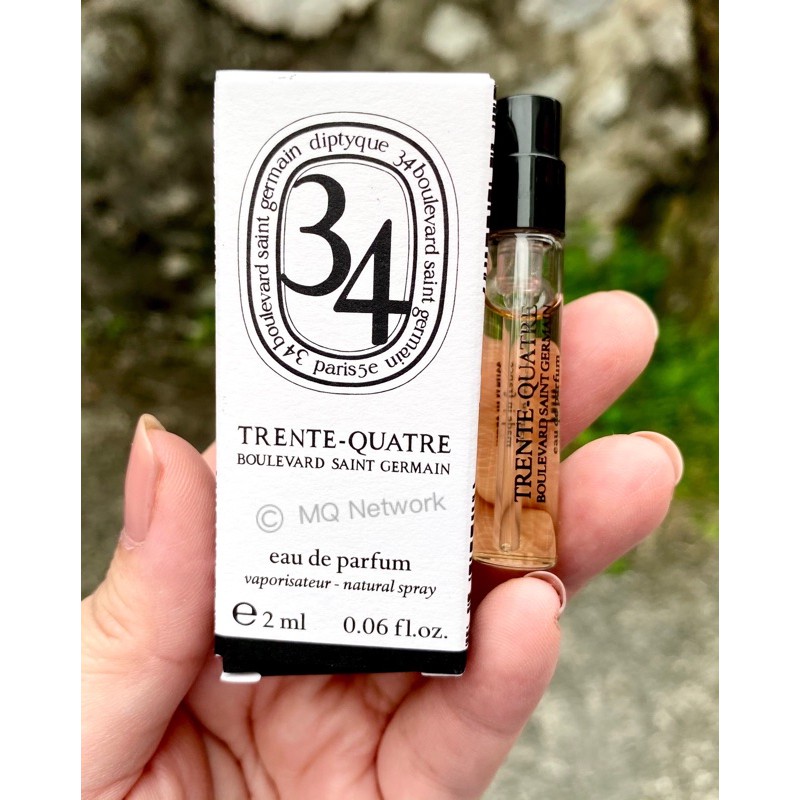 diptyque 34 boulevard saint germain paris 5e 34 boulevard saint germain
34
TRENTE-QUATRE
BOULEVARD SAINT GERMAIN
© MQ Network
eau de parfum
vaporisateur - natural spray
℮ 2 ml 0.06 fl.oz.
TRENTE-QUATRE
BOULEVARD SAINT GERMAIN
eau de parfum